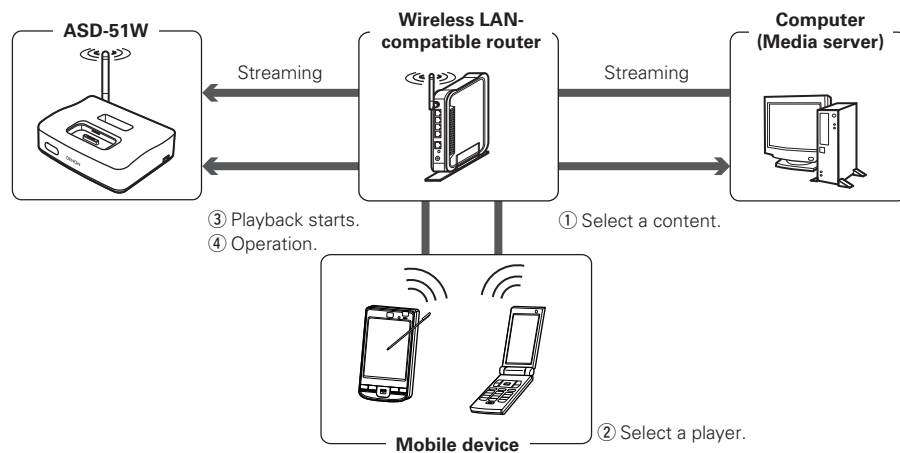 ASD-51W
Wireless LAN-
compatible router
Computer
(Media server)
Streaming
Streaming
DENON
③ Playback starts.
④ Operation.
① Select a content.
② Select a player.
Mobile device